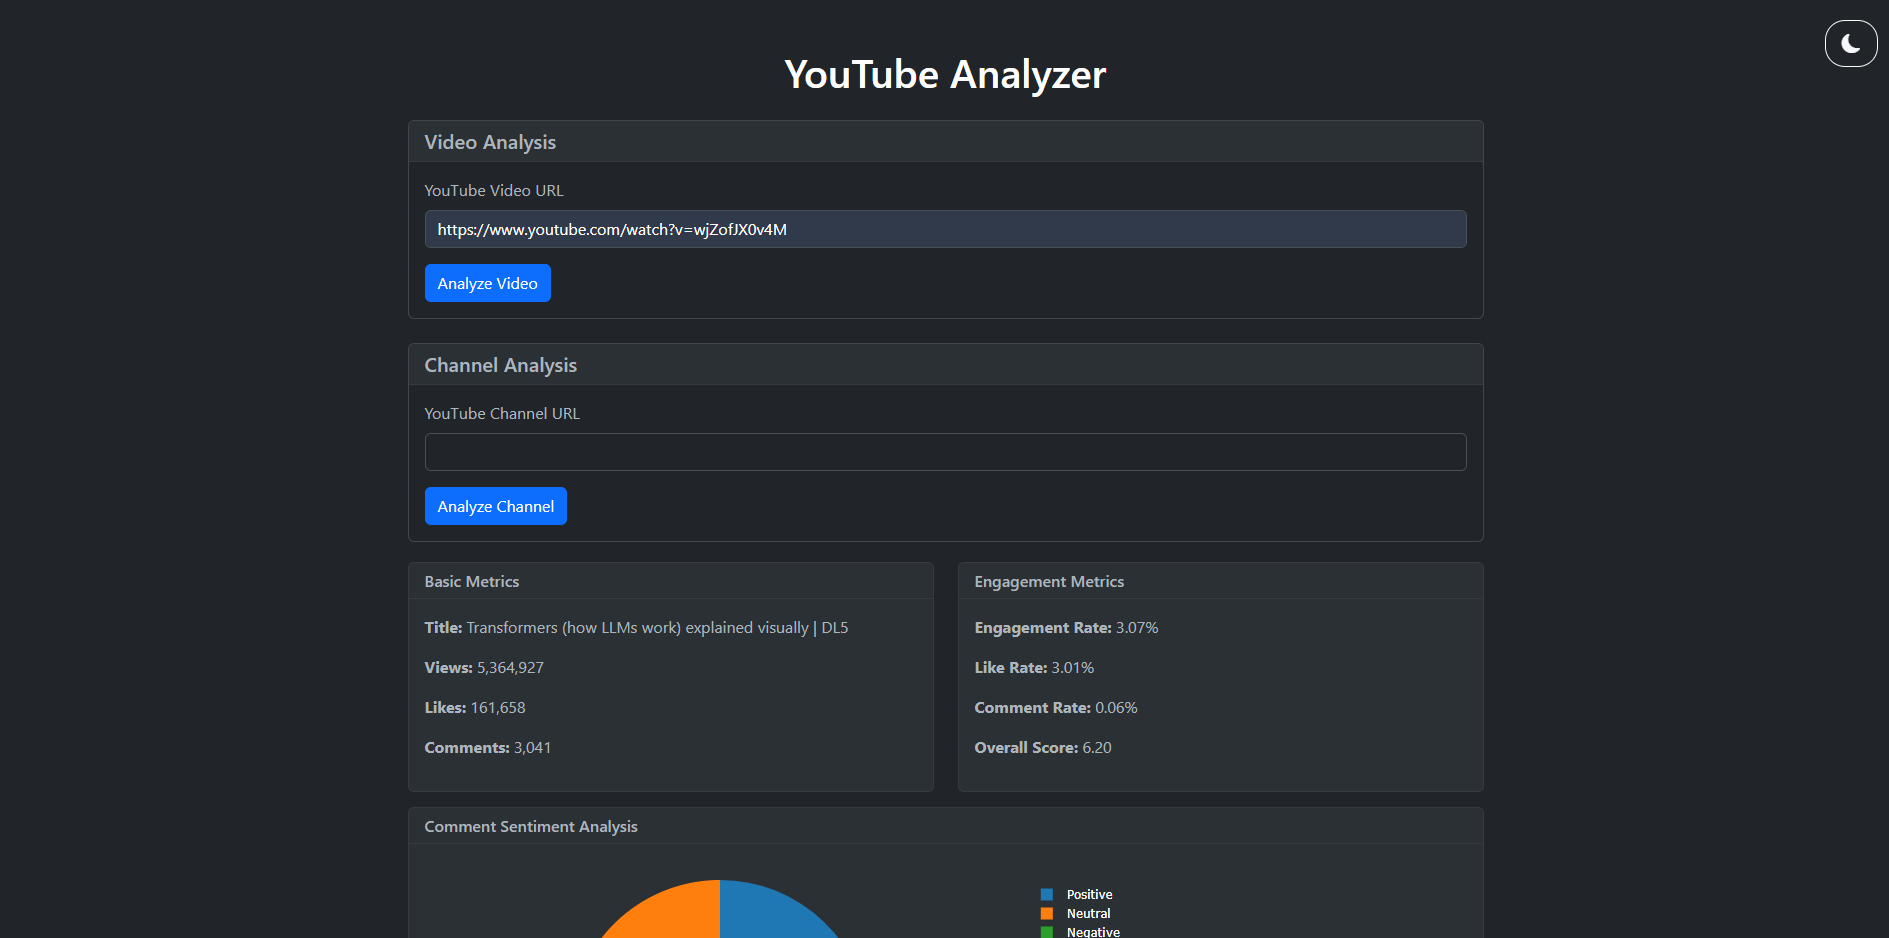 YouTube Analyzer
Video Analysis
YouTube Video URL
https://www.youtube.com/watch?v=wjZofJX0v4M
Analyze Video
Channel Analysis
YouTube Channel URL
Analyze Channel
Basic Metrics
Title: Transformers (how LLMs work) explained visually | DL5
Views: 5,364,927
Likes: 161,658
Comments: 3,041
Engagement Metrics
Engagement Rate: 3.07%
Like Rate: 3.01%
Comment Rate: 0.06%
Overall Score: 6.20
Comment Sentiment Analysis
Positive
Neutral
Negative